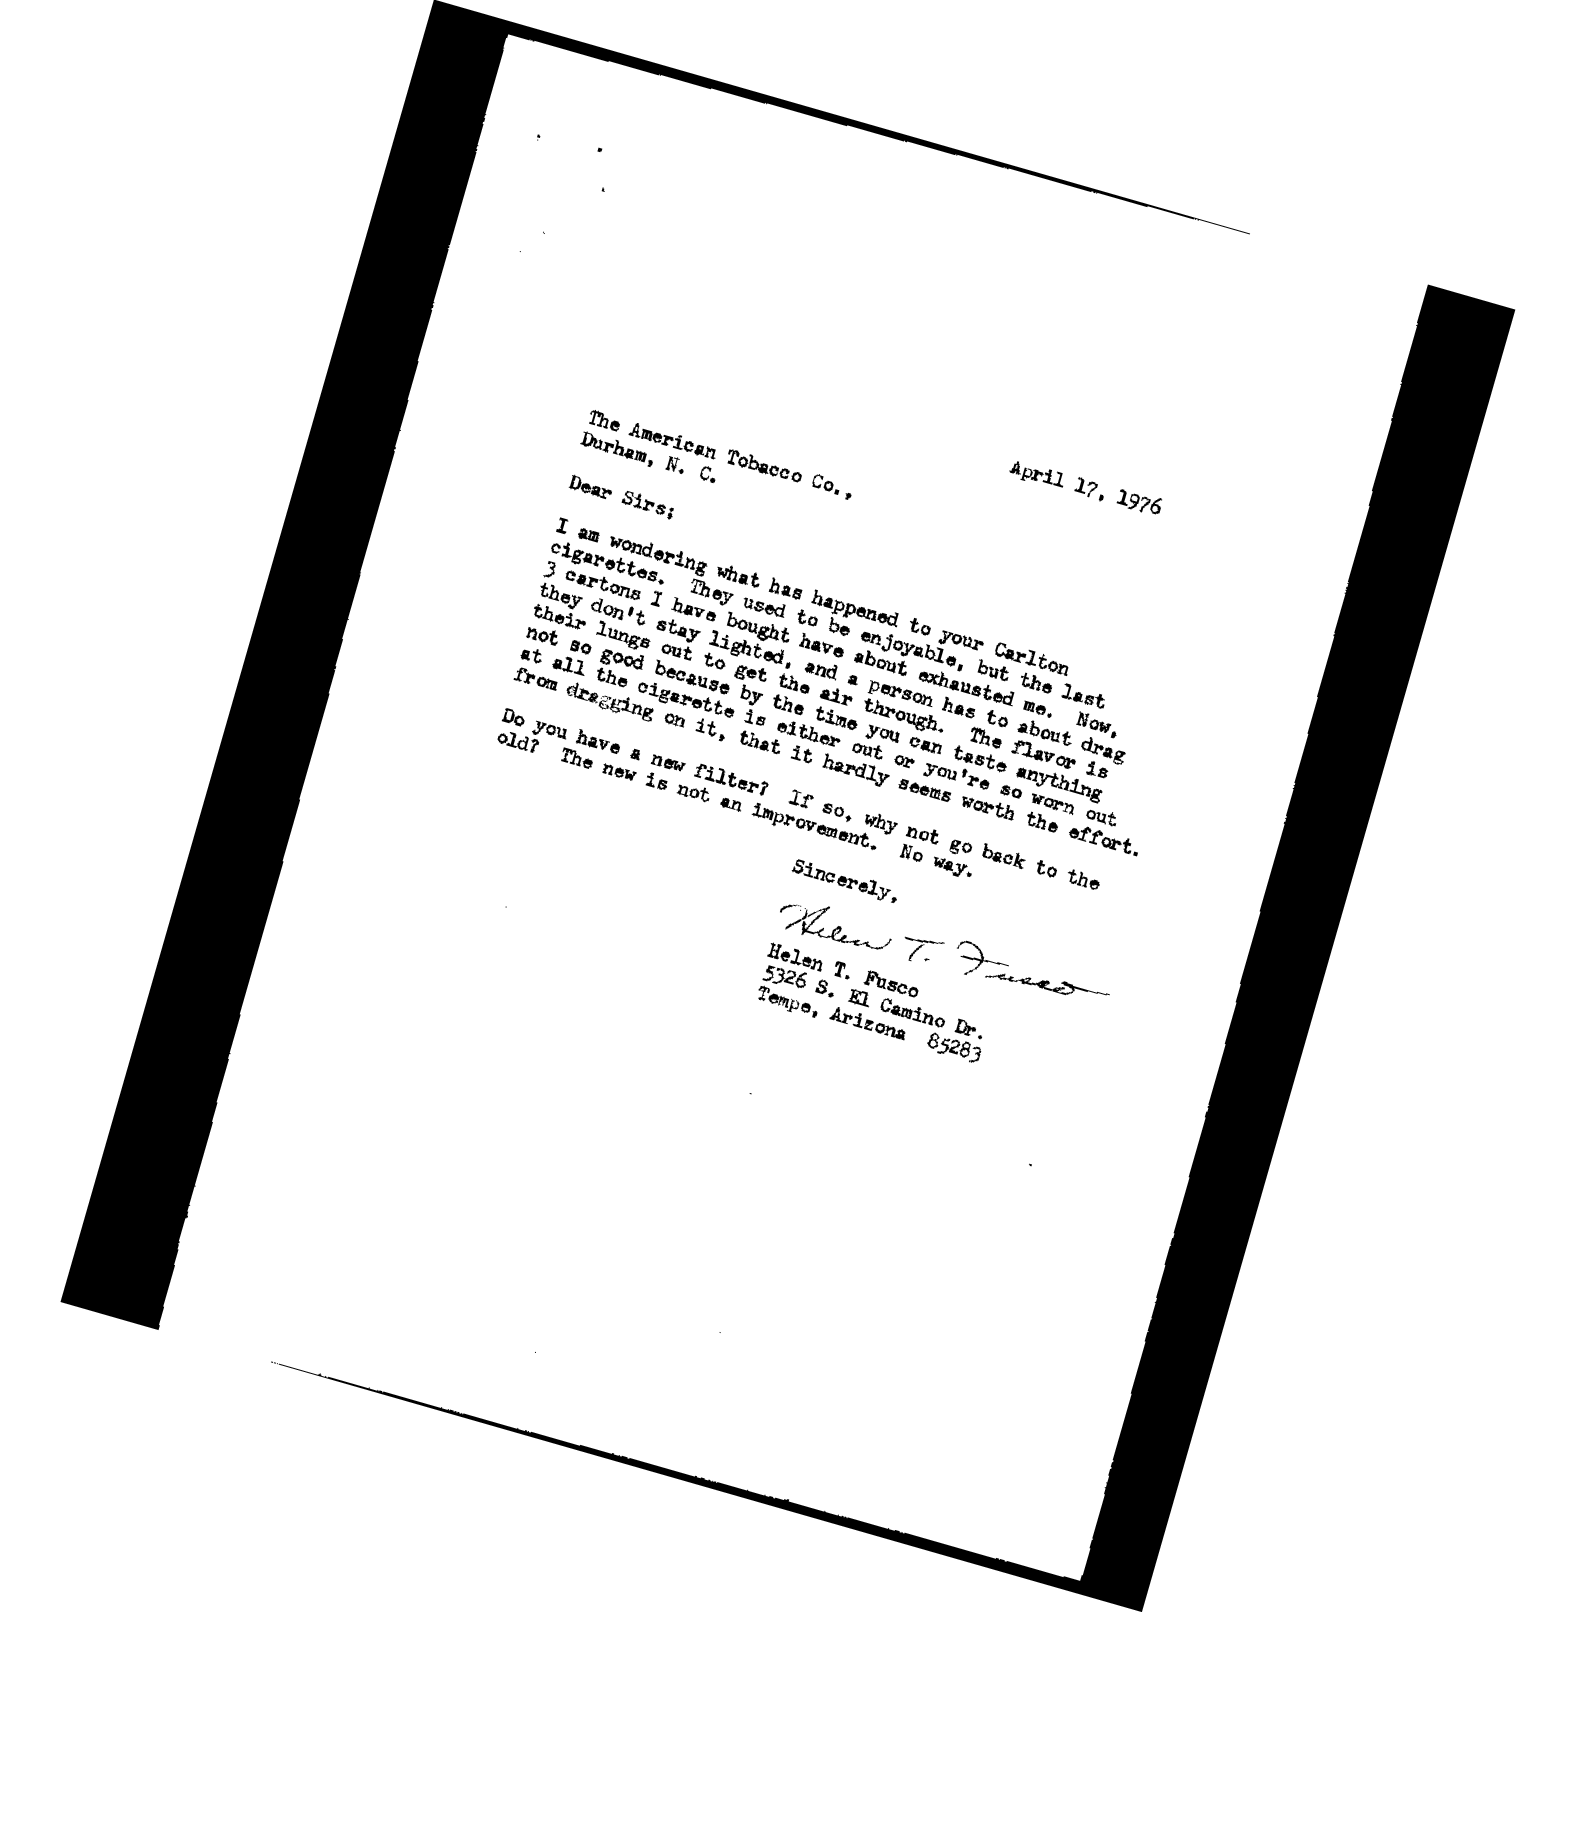 April 17, 1976
The American Tobacco Co.,
Durham, N. C.
Dear Sirs;
I am wondering what has happened to your Carlton
cigarettes. They used to be enjoyable, but the last
3 cartons I have bought have about exhausted me. Now,
they don't stay lighted, and a person has to about drag
their lungs out to get the air through. The flavor is
not so good because by the time you can taste anything
at all the cigarette is either out or you're so worn out
from dragging on it, that it hardly seems worth the effort.
Do you have a new filter? If so, why not go back to the
old? The new is not an improvement. No way.
Sincerely,
Helen T. Fusco
Helen T. Fusco
5326 S. El Camino Dr.
Tempe, Arizona 85283